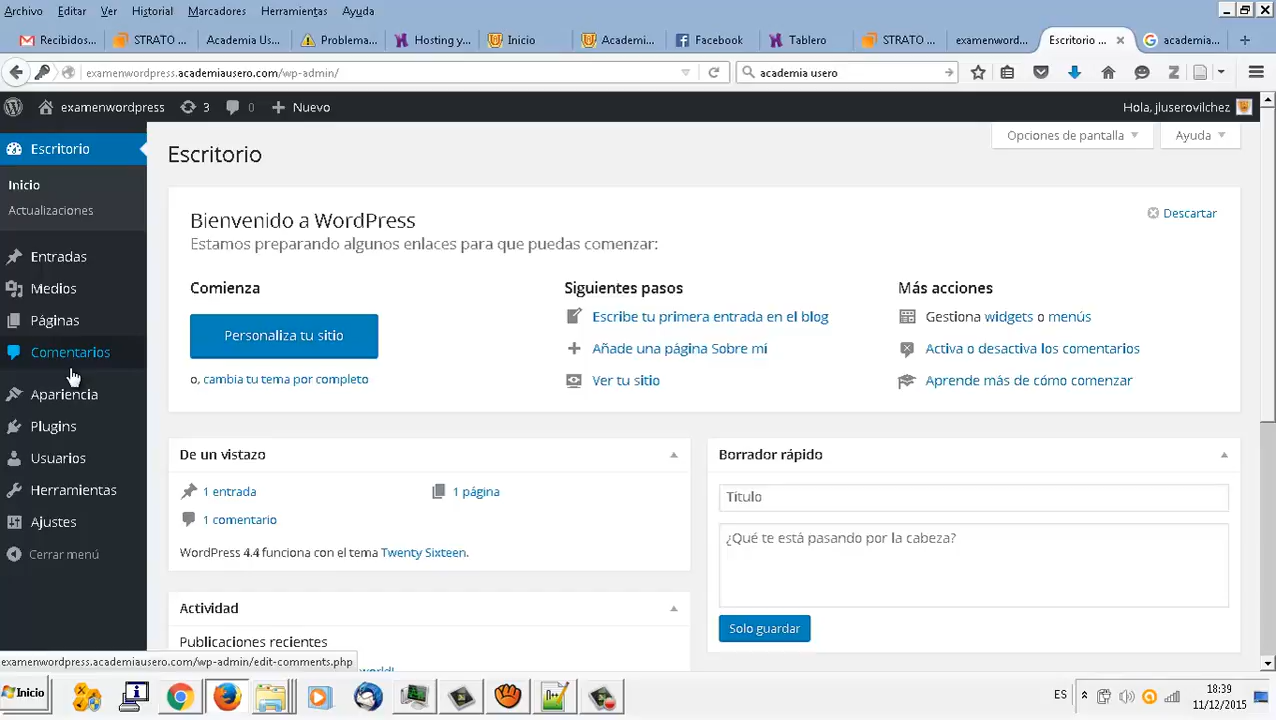 Archivo Editar Ver Historial Marcadores Herramientas Ayuda
Recibidos... STRATO ... Academia Us... Problema... Hosting y... Inicio Academi... Facebook Tablero STRATO ... examenword... Escritorio ... academia...
examenwordpress.academiausero.com/wp-admin/ academia usero
examenwordpress 3 0 Nuevo Hola, jluserovilchez
Escritorio
Inicio
Actualizaciones
Entradas
Medios
Páginas
Comentarios
Apariencia
Plugins
Usuarios
Herramientas
Ajustes
Cerrar menú
Opciones de pantalla Ayuda
Escritorio
Bienvenido a WordPress
Descartar
Estamos preparando algunos enlaces para que puedas comenzar:
Comienza
Personaliza tu sitio
o, cambia tu tema por completo
Siguientes pasos
Escribe tu primera entrada en el blog
Añade una página Sobre mí
Ver tu sitio
Más acciones
Gestiona widgets o menús
Activa o desactiva los comentarios
Aprende más de cómo comenzar
De un vistazo
1 entrada 1 página
1 comentario
WordPress 4.4 funciona con el tema Twenty Sixteen.
Actividad
Publicaciones recientes
world!
Borrador rápido
Título
¿Qué te está pasando por la cabeza?
Solo guardar
examenwordpress.academiausero.com/wp-admin/edit-comments.php
Inicio ES 18:39
11/12/2015